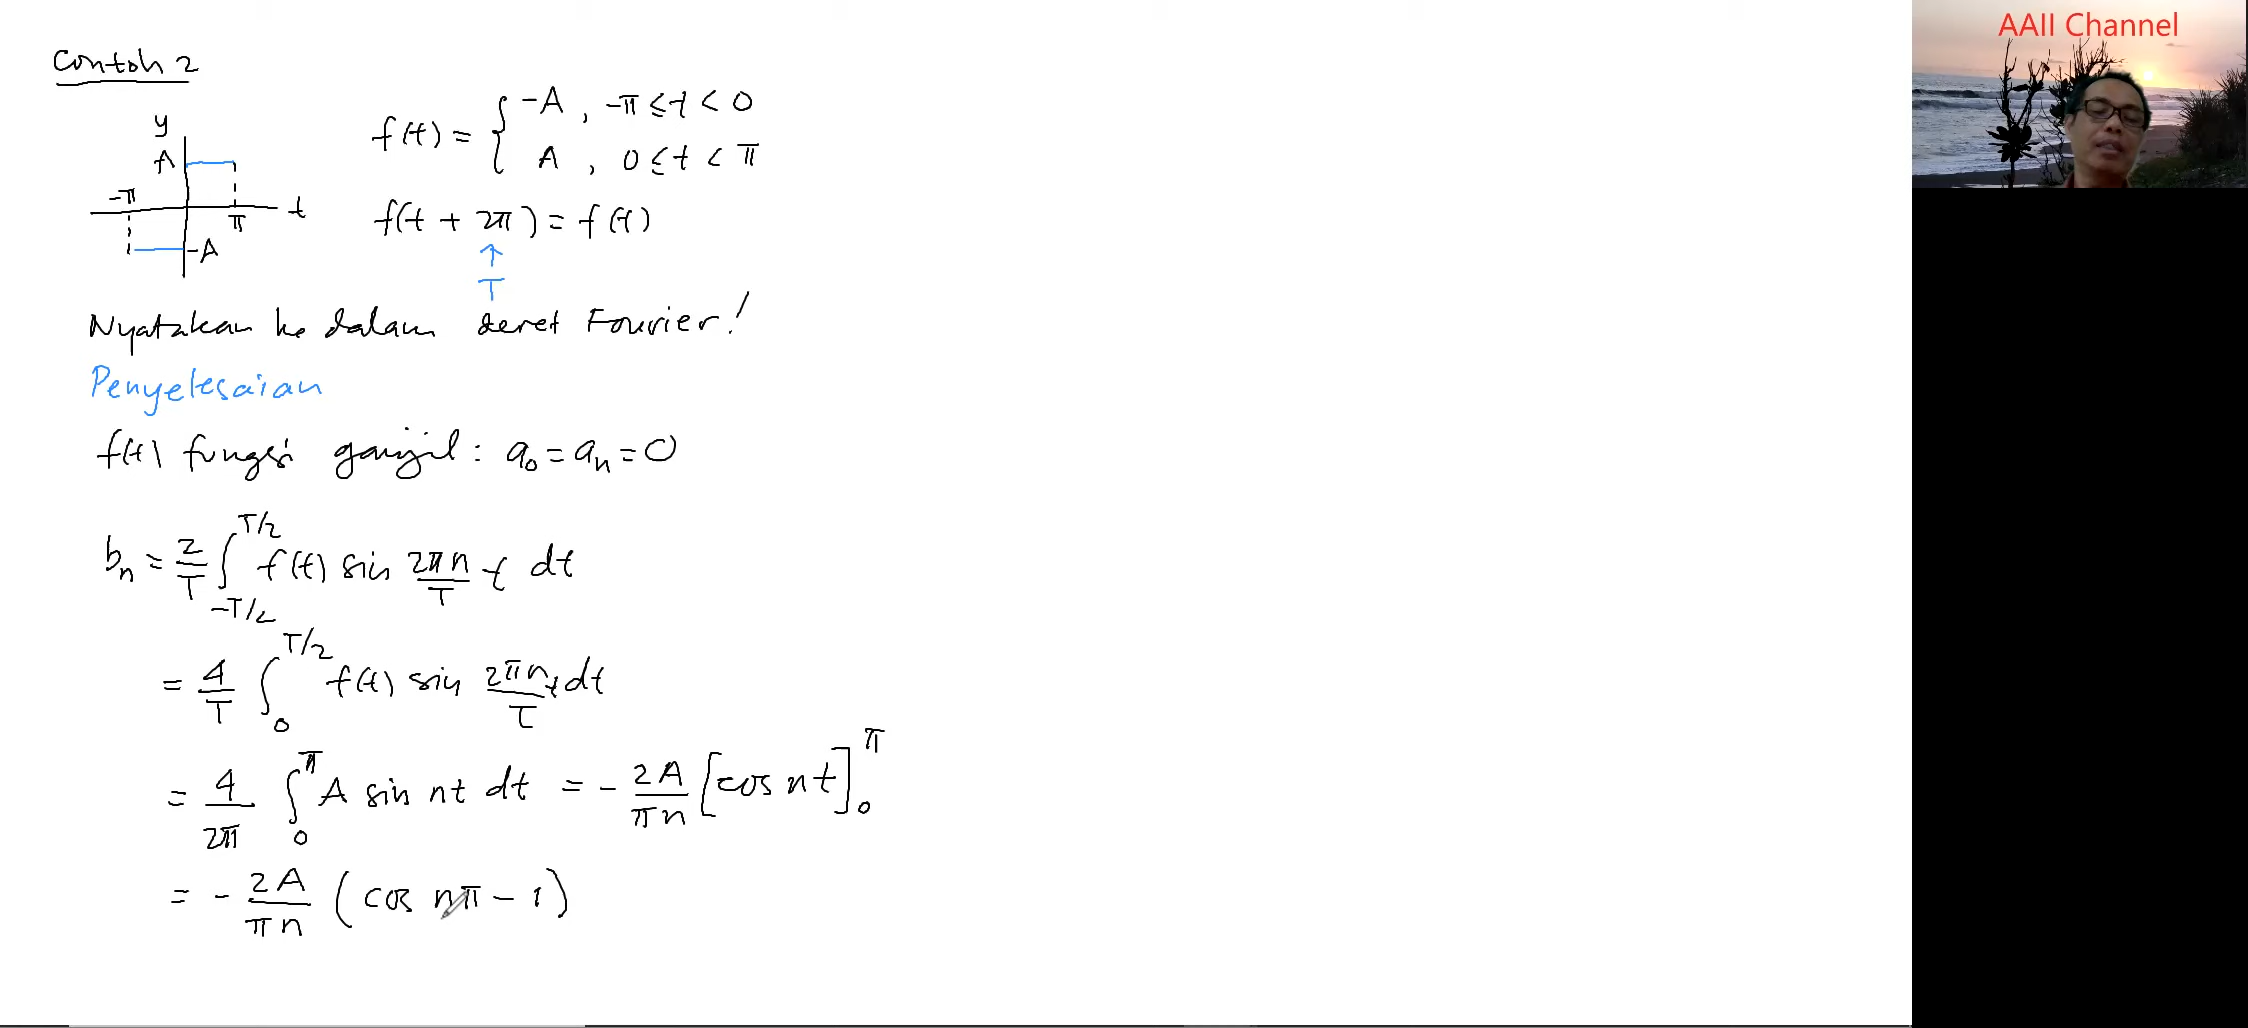 Contoh 2
f(t) = { -A , -π ≤ t < 0
A , 0 ≤ t < π
y
A
-π
π
t
-A
f(t + 2π) = f(t)
↑
T
Nyatakan ke dalam deret Fourier!
Penyelesaian
f(t) fungsi ganjil : a₀ = aₙ = 0
bₙ = 2/T ∫_{-T/2}^{T/2} f(t) sin 2πn/T t dt
= 4/T ∫_0^{T/2} f(t) sin 2πn/T t dt
= 4/2π ∫_0^π A sin nt dt = - 2A/πn [cos nt]_0^π
= - 2A/πn (cos nπ - 1)
AAII Channel